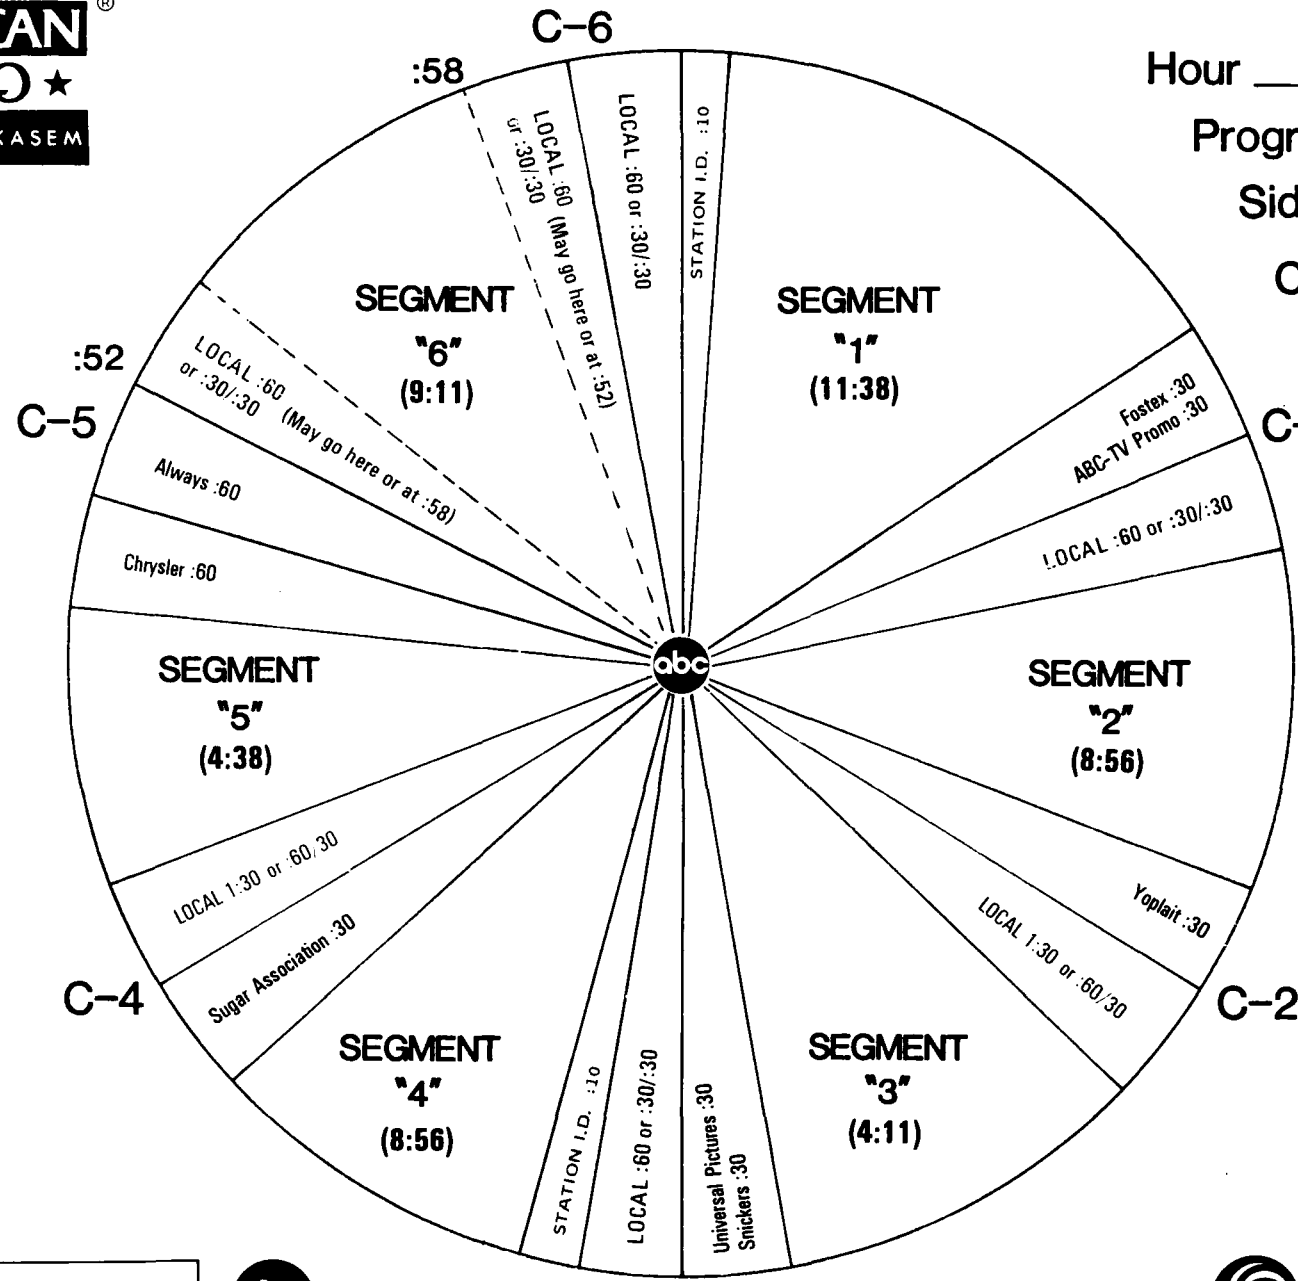 CAN
®
KASEM
Hour
Progr
Sid
C-6
:58
:52
C-5
C-4
C-2
C-
STATION I.D. :10
SEGMENT
"1"
(11:38)
Fostex :30
ABC-TV Promo :30
LOCAL :60 or :30/:30
SEGMENT
"2"
(8:56)
Yoplait :30
LOCAL 1:30 or :60/30
SEGMENT
"3"
(4:11)
Universal Pictures :30
Snickers :30
LOCAL :60 or :30/:30
STATION I.D. :10
SEGMENT
"4"
(8:56)
Sugar Association :30
LOCAL 1:30 or :60/30
SEGMENT
"5"
(4:38)
Chrysler :60
Always :60
LOCAL :60 (May go here or at :58)
or :30/:30
SEGMENT
"6"
(9:11)
LOCAL :60 (May go here or at :52)
or :30/:30
LOCAL :60 or :30/:30
abc